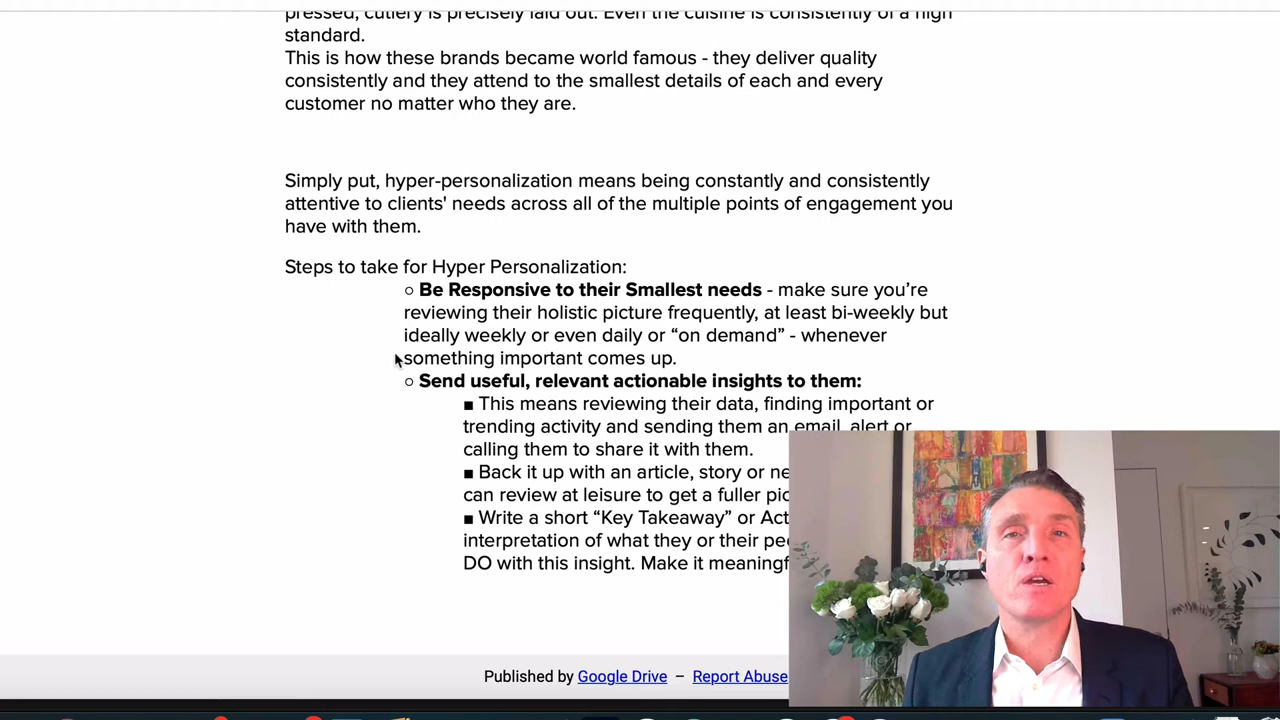 pressed, cutlery is precisely laid out. Even the cuisine is consistently of a high
standard.
This is how these brands became world famous - they deliver quality
consistently and they attend to the smallest details of each and every
customer no matter who they are.
Simply put, hyper-personalization means being constantly and consistently
attentive to clients' needs across all of the multiple points of engagement you
have with them.
Steps to take for Hyper Personalization:
○ Be Responsive to their Smallest needs - make sure you’re
reviewing their holistic picture frequently, at least bi-weekly but
ideally weekly or even daily or “on demand” - whenever
something important comes up.
○ Send useful, relevant actionable insights to them:
■ This means reviewing their data, finding important or
trending activity and sending them an email, alert or
calling them to share it with them.
■ Back it up with an article, story or
can review at leisure to get a fuller
■ Write a short “Key Takeaway” or
interpretation of what they or their
DO with this insight. Make it
Published by Google Drive – Report Abuse